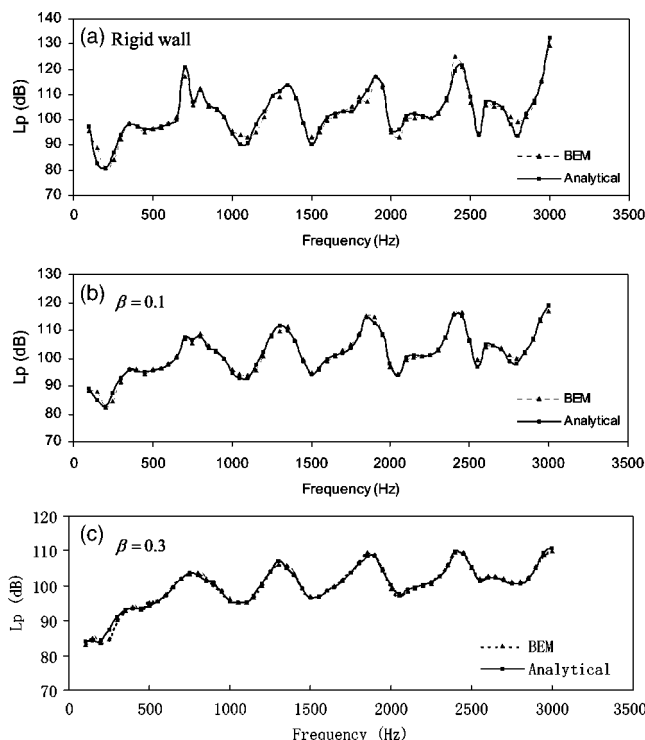 (a) Rigid wall
Lp (dB)
140
130
120
110
100
90
80
70
0 500 1000 1500 2000 2500 3000 3500
Frequency (Hz)
BEM
Analytical
(b) β = 0.1
Lp (dB)
130
120
110
100
90
80
70
0 500 1000 1500 2000 2500 3000 3500
Frequency (Hz)
BEM
Analytical
(c) β = 0.3
Lp (dB)
120
110
100
90
80
70
0 500 1000 1500 2000 2500 3000 3500
Frequency (Hz)
BEM
Analytical